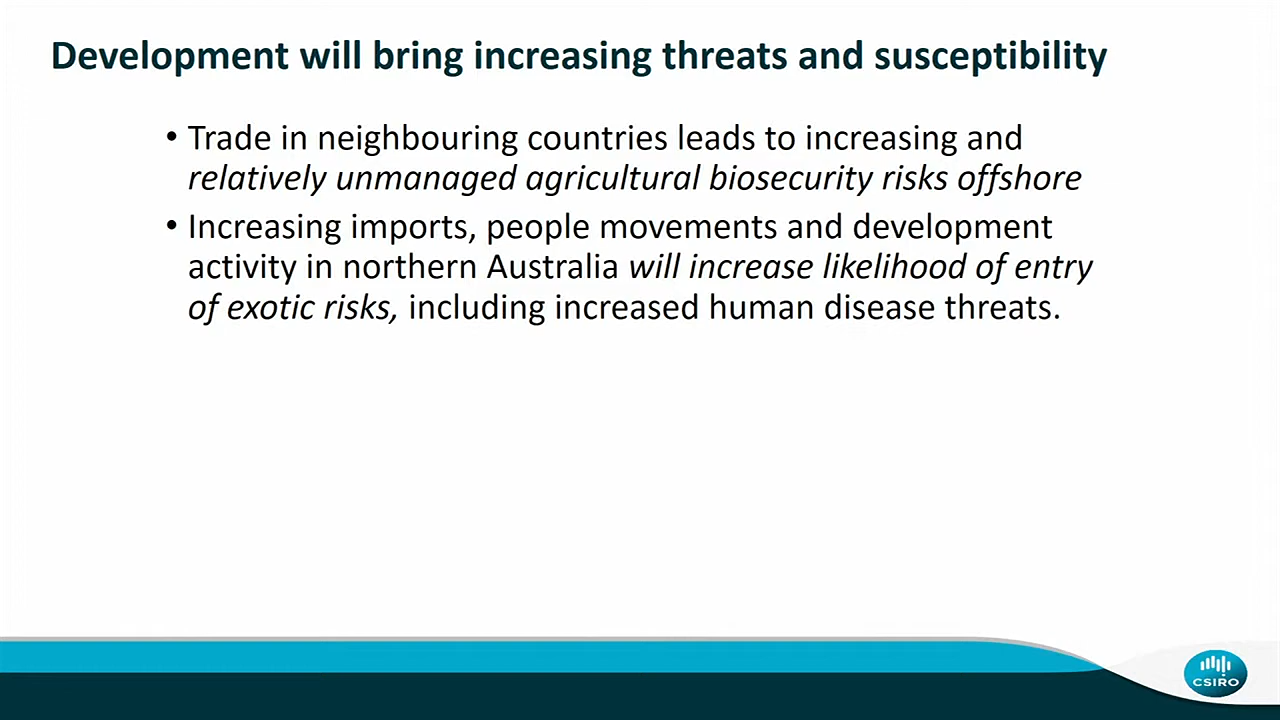 Development will bring increasing threats and susceptibility
• Trade in neighbouring countries leads to increasing and
relatively unmanaged agricultural biosecurity risks offshore
• Increasing imports, people movements and development
activity in northern Australia will increase likelihood of entry
of exotic risks, including increased human disease threats.
CSIRO